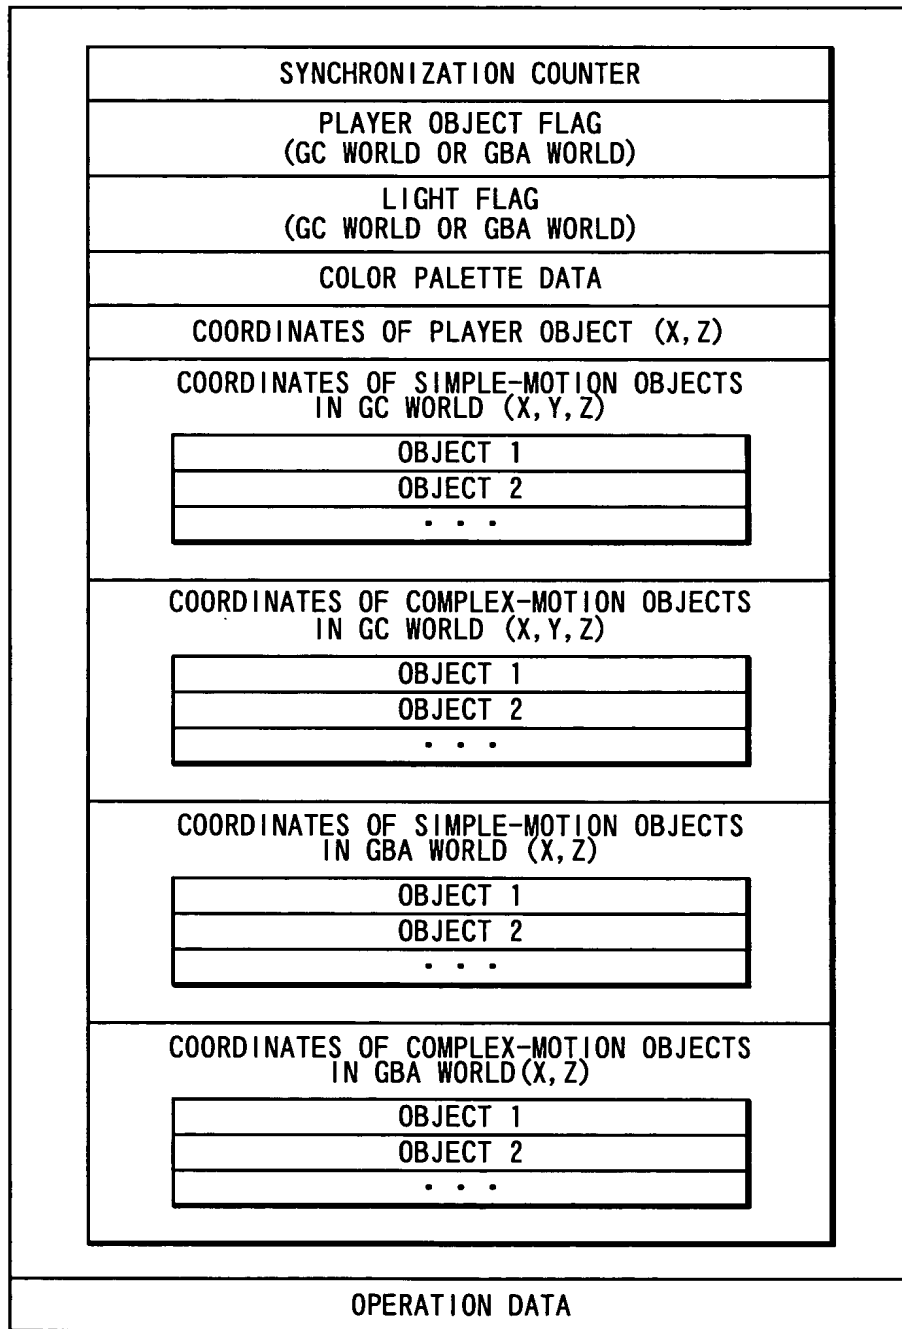 SYNCHRONIZATION COUNTER
PLAYER OBJECT FLAG
(GC WORLD OR GBA WORLD)
LIGHT FLAG
(GC WORLD OR GBA WORLD)
COLOR PALETTE DATA
COORDINATES OF PLAYER OBJECT (X,Z)
COORDINATES OF SIMPLE-MOTION OBJECTS
IN GC WORLD (X,Y,Z)
OBJECT 1
OBJECT 2
· · ·
COORDINATES OF COMPLEX-MOTION OBJECTS
IN GC WORLD (X,Y,Z)
OBJECT 1
OBJECT 2
· · ·
COORDINATES OF SIMPLE-MOTION OBJECTS
IN GBA WORLD (X,Z)
OBJECT 1
OBJECT 2
· · ·
COORDINATES OF COMPLEX-MOTION OBJECTS
IN GBA WORLD(X,Z)
OBJECT 1
OBJECT 2
· · ·
OPERATION DATA